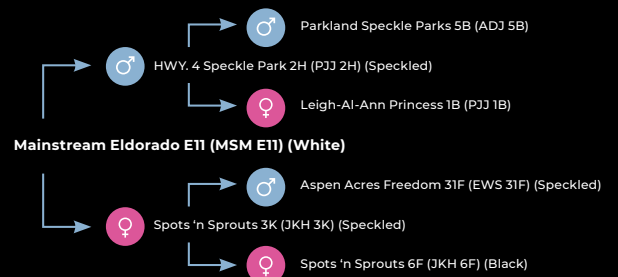 Parkland Speckle Parks 5B (ADJ 5B)
HWY. 4 Speckle Park 2H (PJJ 2H) (Speckled)
Leigh-Al-Ann Princess 1B (PJJ 1B)
Mainstream Eldorado E11 (MSM E11) (White)
Aspen Acres Freedom 31F (EWS 31F) (Speckled)
Spots ‘n Sprouts 3K (JKH 3K) (Speckled)
Spots ‘n Sprouts 6F (JKH 6F) (Black)